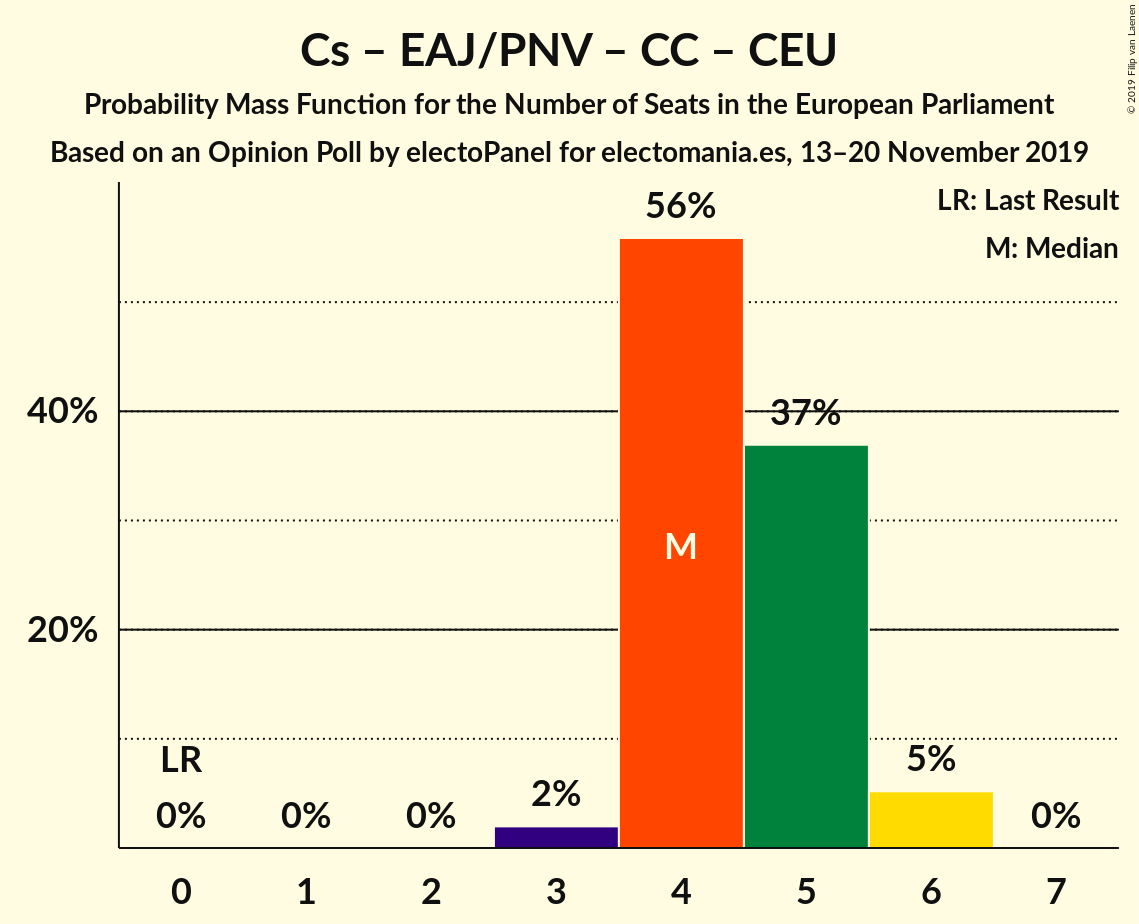 Cs – EAJ/PNV – CC – CEU
Probability Mass Function for the Number of Seats in the European Parliament
Based on an Opinion Poll by electoPanel for electomania.es, 13–20 November 2019
© 2019 Filip van Laenen
LR: Last Result
M: Median
56%
40%
37%
M
20%
LR
0%
0%
0%
2%
5%
0%
0
1
2
3
4
5
6
7